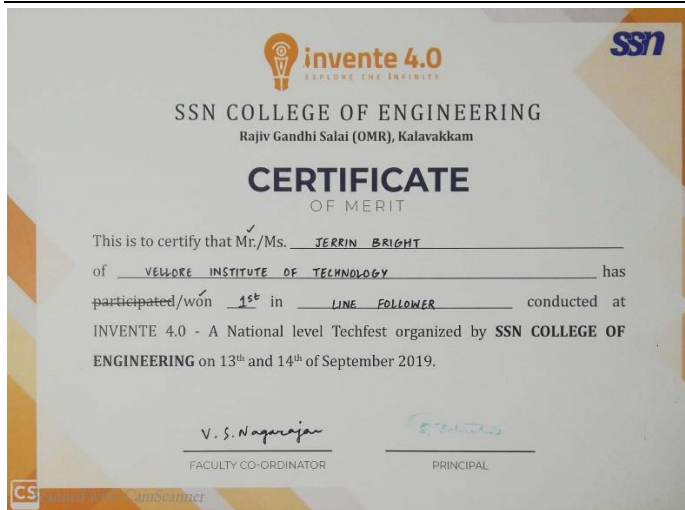 invente 4.0
EXPLORE THE INFINITY
ssn
SSN COLLEGE OF ENGINEERING
Rajiv Gandhi Salai (OMR), Kalavakkam
CERTIFICATE
OF MERIT
This is to certify that Mr./Ms. JERRIN BRIGHT
of VELLORE INSTITUTE OF TECHNOLOGY has
participated/won 1st in LINE FOLLOWER conducted at
INVENTE 4.0 - A National level Techfest organized by SSN COLLEGE OF
ENGINEERING on 13th and 14th of September 2019.
V. S. Nagarajan
FACULTY CO-ORDINATOR
PRINCIPAL
CS Scanned with CamScanner